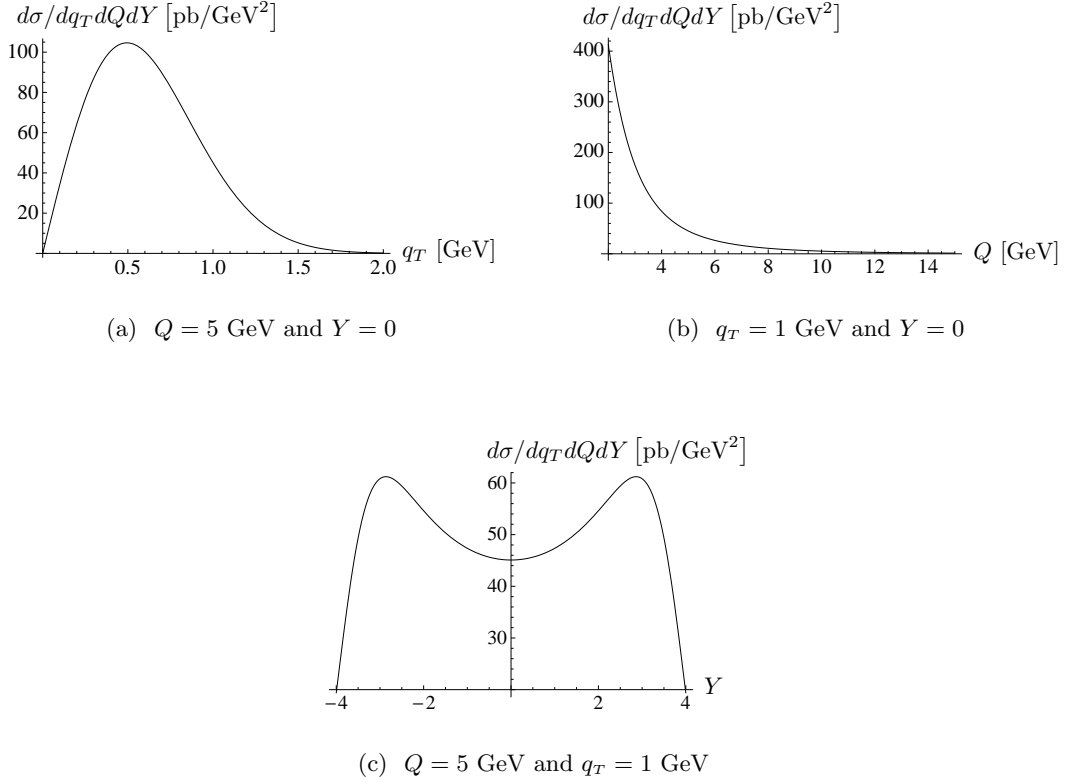 dσ/dq_T dQdY [pb/GeV²]
100
80
60
40
20
0.5 1.0 1.5 2.0
q_T [GeV]
(a) Q = 5 GeV and Y = 0
dσ/dq_T dQdY [pb/GeV²]
400
300
200
100
4 6 8 10 12 14
Q [GeV]
(b) q_T = 1 GeV and Y = 0
dσ/dq_T dQdY [pb/GeV²]
60
50
40
30
−4 −2 2 4
Y
(c) Q = 5 GeV and q_T = 1 GeV